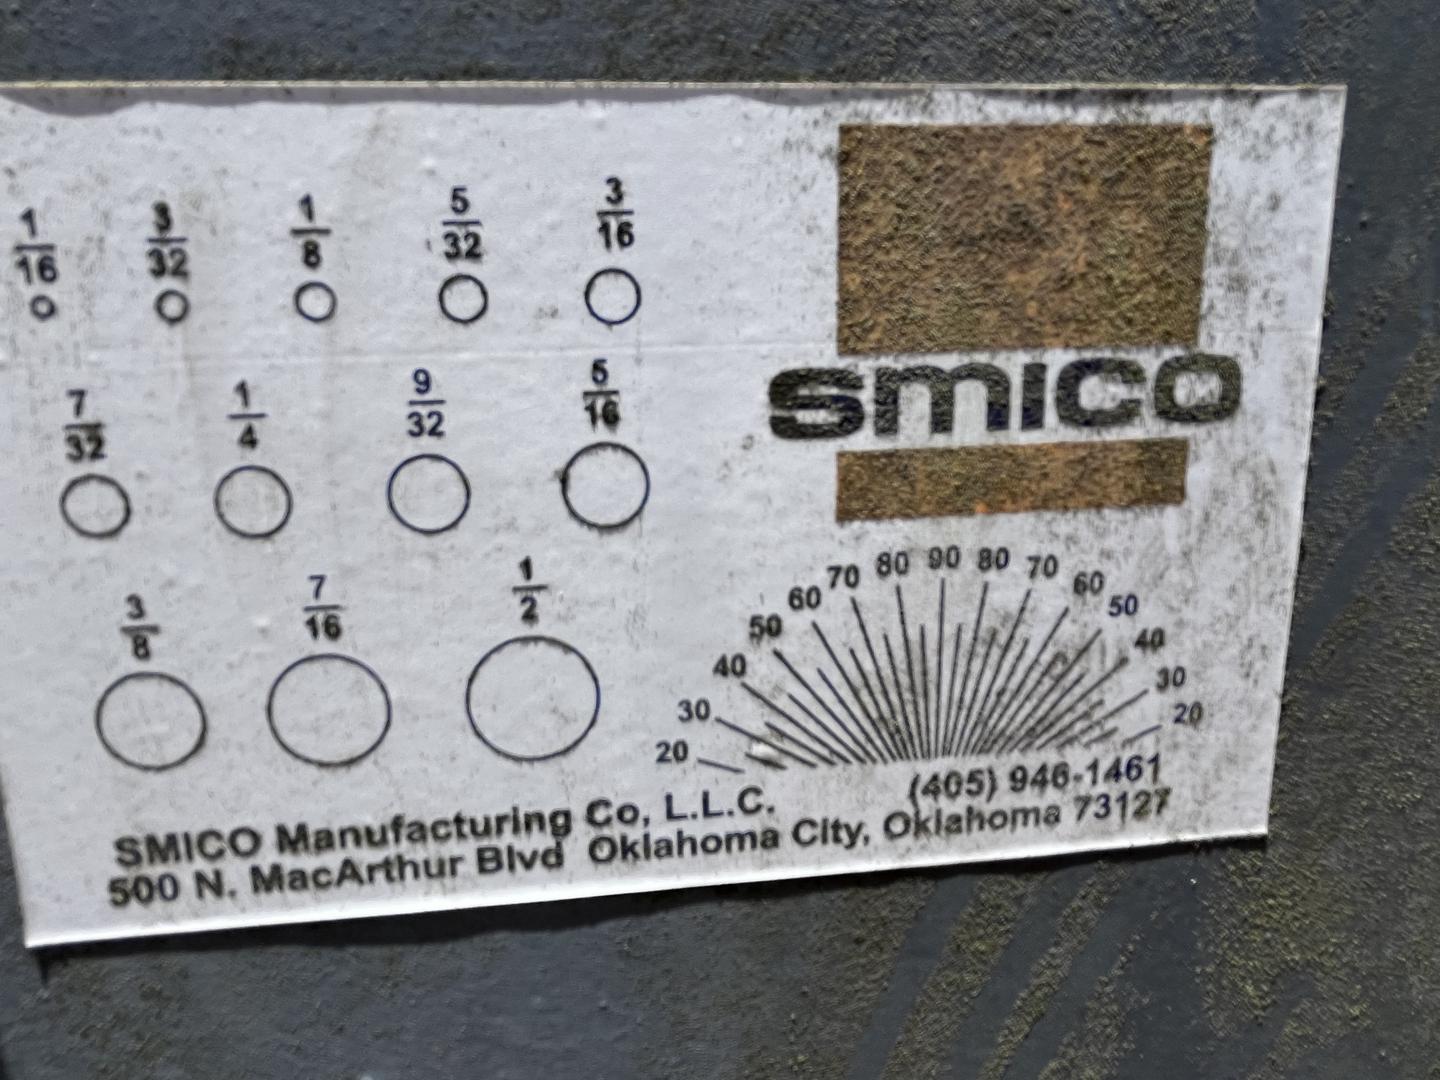 1/16 3/32 1/8 5/32 3/16
7/32 1/4 9/32 5/16
3/8 7/16 1/2
smico
20 30 40 50 60 70 80 90 80 70 60 50 40 30 20
(405) 946-1461
SMICO Manufacturing Co, L.L.C.
500 N. MacArthur Blvd Oklahoma City, Oklahoma 73127